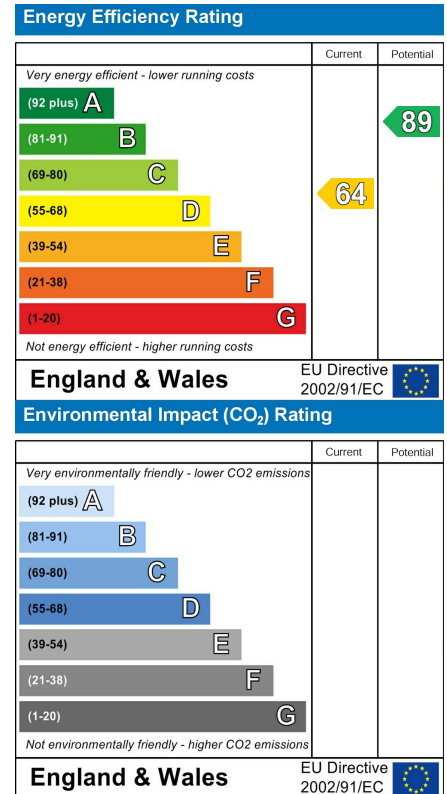 Energy Efficiency Rating
Current Potential
Very energy efficient - lower running costs
(92 plus) A
(81-91) B
89
(69-80) C
64
(55-68) D
(39-54) E
(21-38) F
(1-20) G
Not energy efficient - higher running costs
England & Wales EU Directive
2002/91/EC
Environmental Impact (CO₂) Rating
Current Potential
Very environmentally friendly - lower CO2 emissions
(92 plus) A
(81-91) B
(69-80) C
(55-68) D
(39-54) E
(21-38) F
(1-20) G
Not environmentally friendly - higher CO2 emissions
England & Wales EU Directive
2002/91/EC